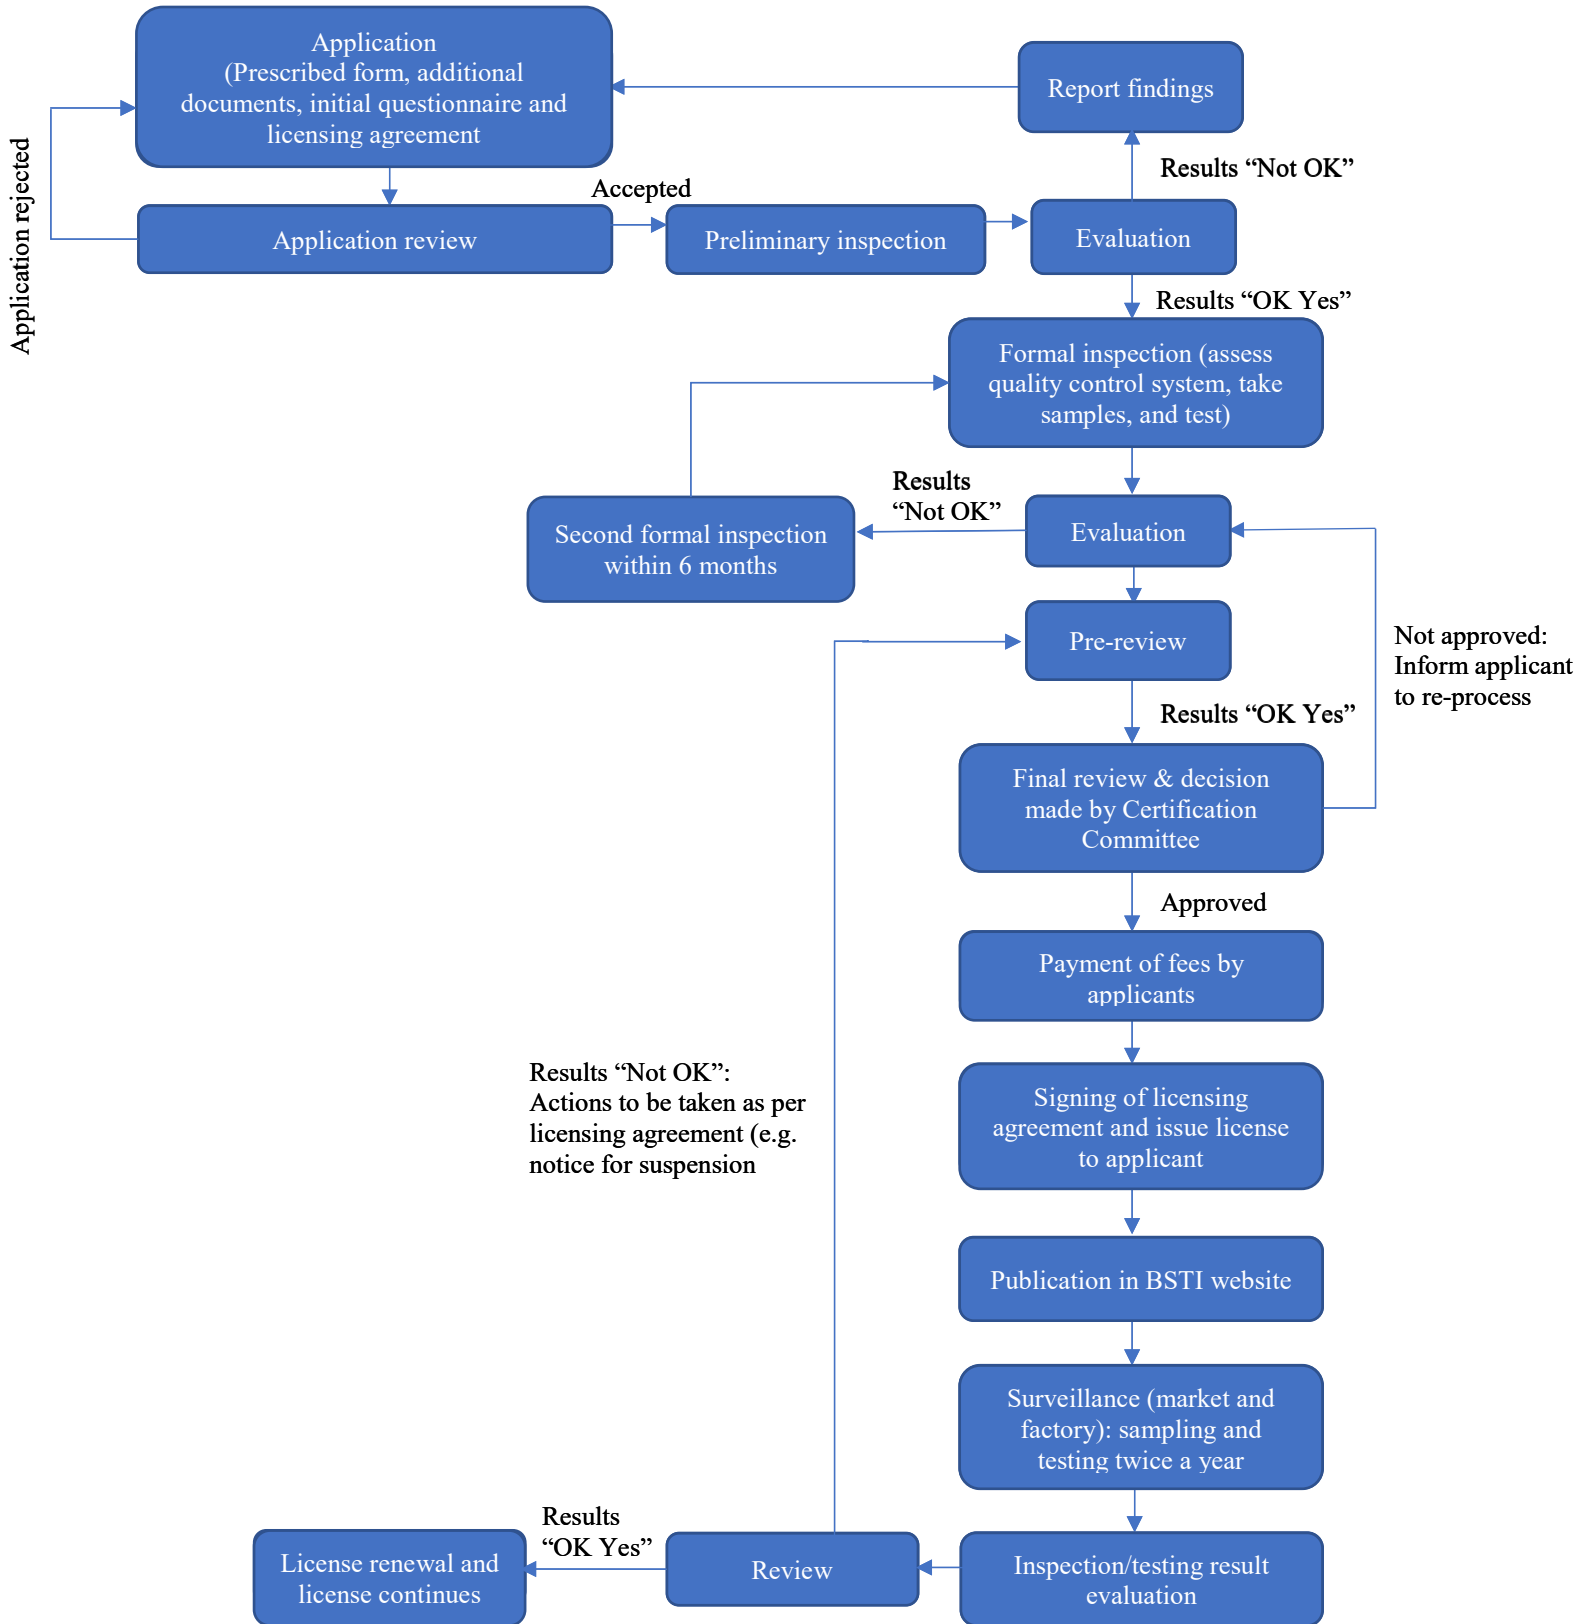 Application
(Prescribed form, additional
documents, initial questionnaire and
licensing agreement
Report findings
Application rejected
Results “Not OK”
Accepted
Application review
Preliminary inspection
Evaluation
Results “OK Yes”
Formal inspection (assess
quality control system, take
samples, and test)
Results
“Not OK”
Second formal inspection
within 6 months
Evaluation
Pre-review
Not approved:
Inform applicant
to re-process
Results “OK Yes”
Final review & decision
made by Certification
Committee
Approved
Payment of fees by
applicants
Results “Not OK”:
Actions to be taken as per
licensing agreement (e.g.
notice for suspension
Signing of licensing
agreement and issue license
to applicant
Publication in BSTI website
Surveillance (market and
factory): sampling and
testing twice a year
Results
“OK Yes”
License renewal and
license continues
Review
Inspection/testing result
evaluation